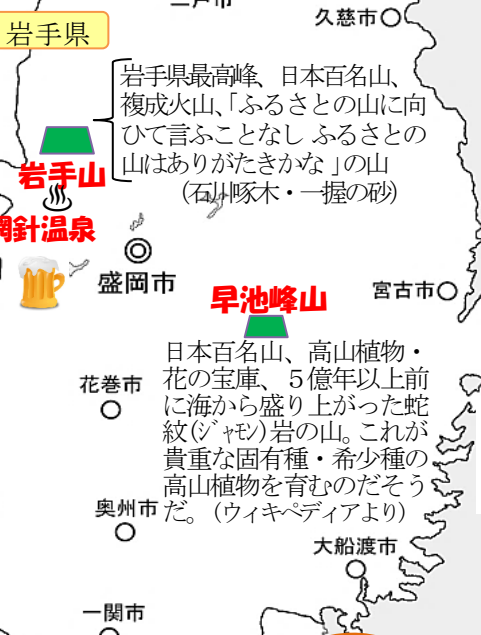 二戸市
久慈市
岩手県
岩手県最高峰、日本百名山、
複成火山、「ふるさとの山に向
ひて言ふことなし ふるさとの
山はありがたきかな」の山
(石川啄木・一握の砂)
岩手山
網針温泉
盛岡市
早池峰山
宮古市
日本百名山、高山植物・
花の宝庫、５億年以上前
に海から盛り上がった蛇
紋(ジャモン)岩の山。これが
貴重な固有種・希少種の
高山植物を育むのだそう
だ。(ウィキペディアより)
花巻市
奥州市
大船渡市
一関市